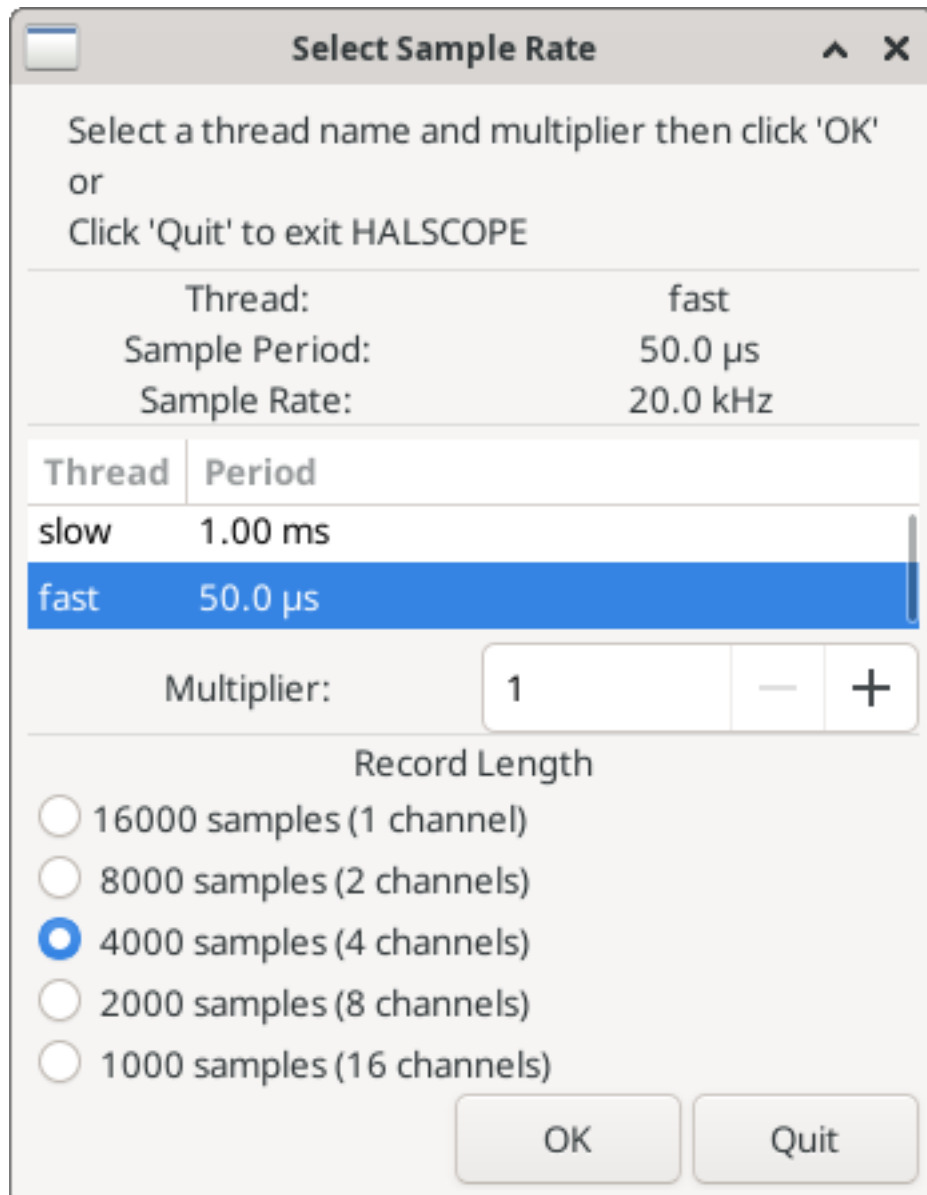 Select Sample Rate
Select a thread name and multiplier then click 'OK'
or
Click 'Quit' to exit HALSCOPE
Thread: fast
Sample Period: 50.0 µs
Sample Rate: 20.0 kHz
Thread Period
slow 1.00 ms
fast 50.0 µs
Multiplier: 1
Record Length
16000 samples (1 channel)
8000 samples (2 channels)
4000 samples (4 channels)
2000 samples (8 channels)
1000 samples (16 channels)
OK Quit